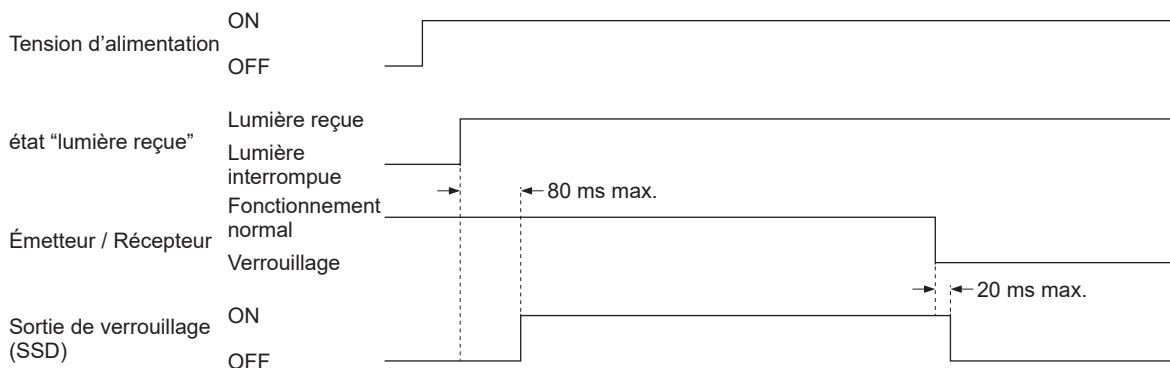 Tension d’alimentation
ON
OFF
état “lumière reçue”
Lumière reçue
Lumière
interrompue
80 ms max.
Émetteur / Récepteur
Fonctionnement
normal
Verrouillage
20 ms max.
Sortie de verrouillage
(SSD)
ON
OFF